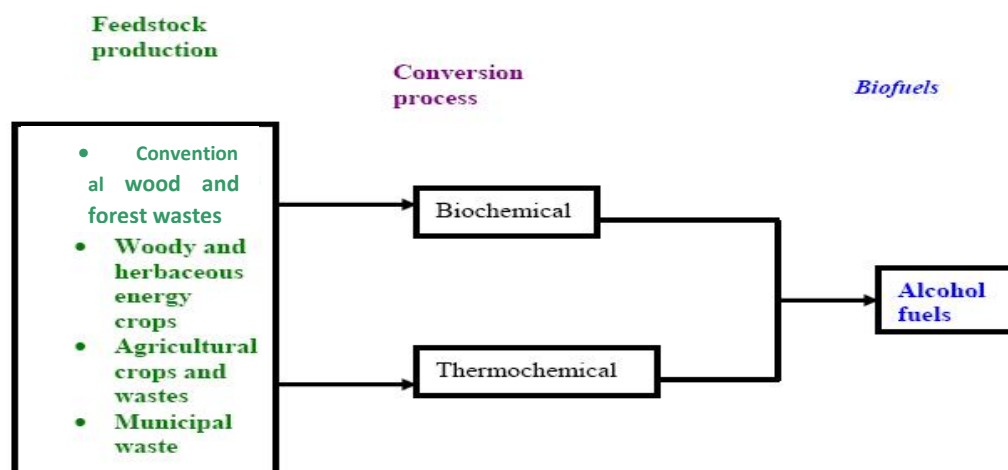 Feedstock
production
Conversion
process
Biofuels
• Convention
al wood and
forest wastes
• Woody and
herbaceous
energy
crops
• Agricultural
crops and
wastes
• Municipal
waste
Biochemical
Thermochemical
Alcohol
fuels